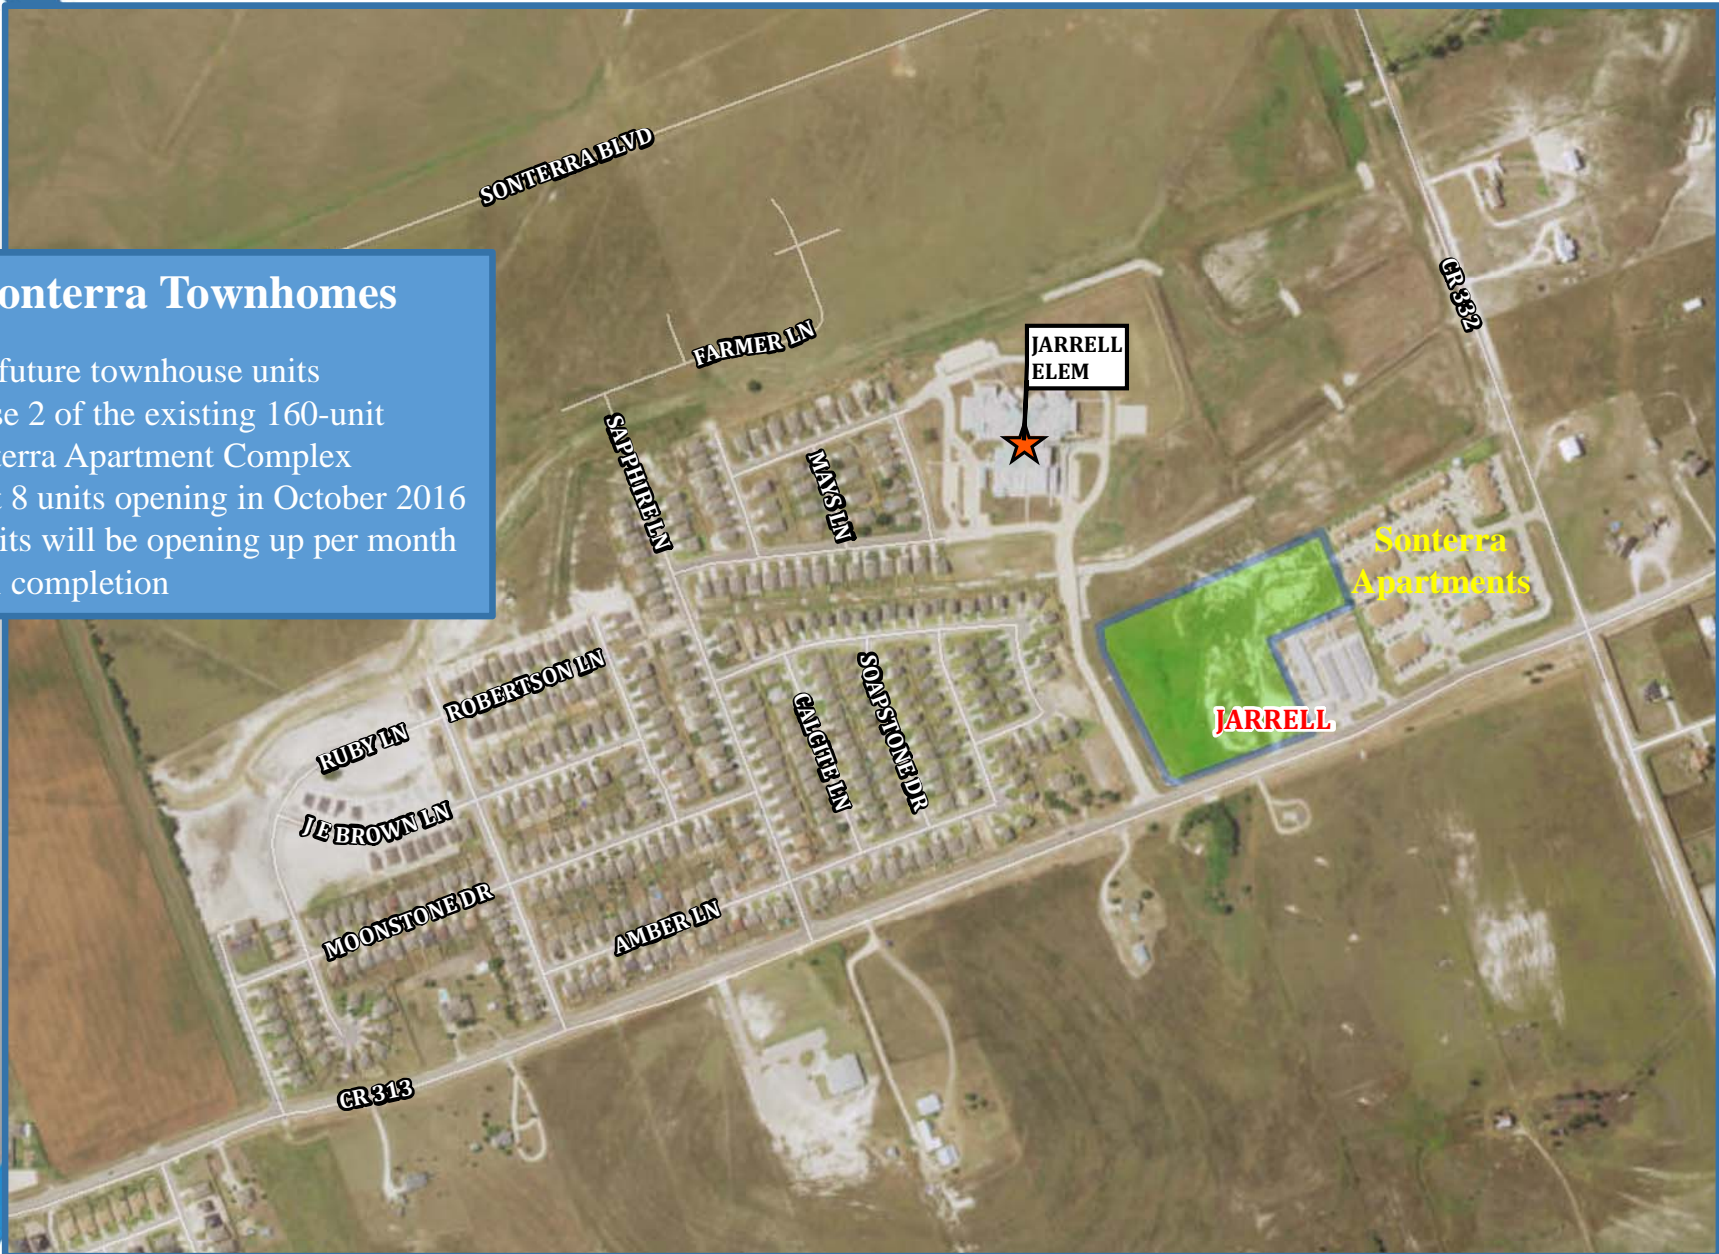 SONTERRA BLVD
onterra Townhomes
future townhouse units
se 2 of the existing 160-unit
terra Apartment Complex
t 8 units opening in October 2016
its will be opening up per month
completion
FARMER LN
JARRELL
ELEM
CR 332
SAPPHIRE LN
MAYS LN
Sonterra
Apartments
ROBERTSON LN
RUBY LN
CALCITE LN
SOAPSTONE DR
JARRELL
J E BROWN LN
MOONSTONE DR
AMBER LN
CR 313